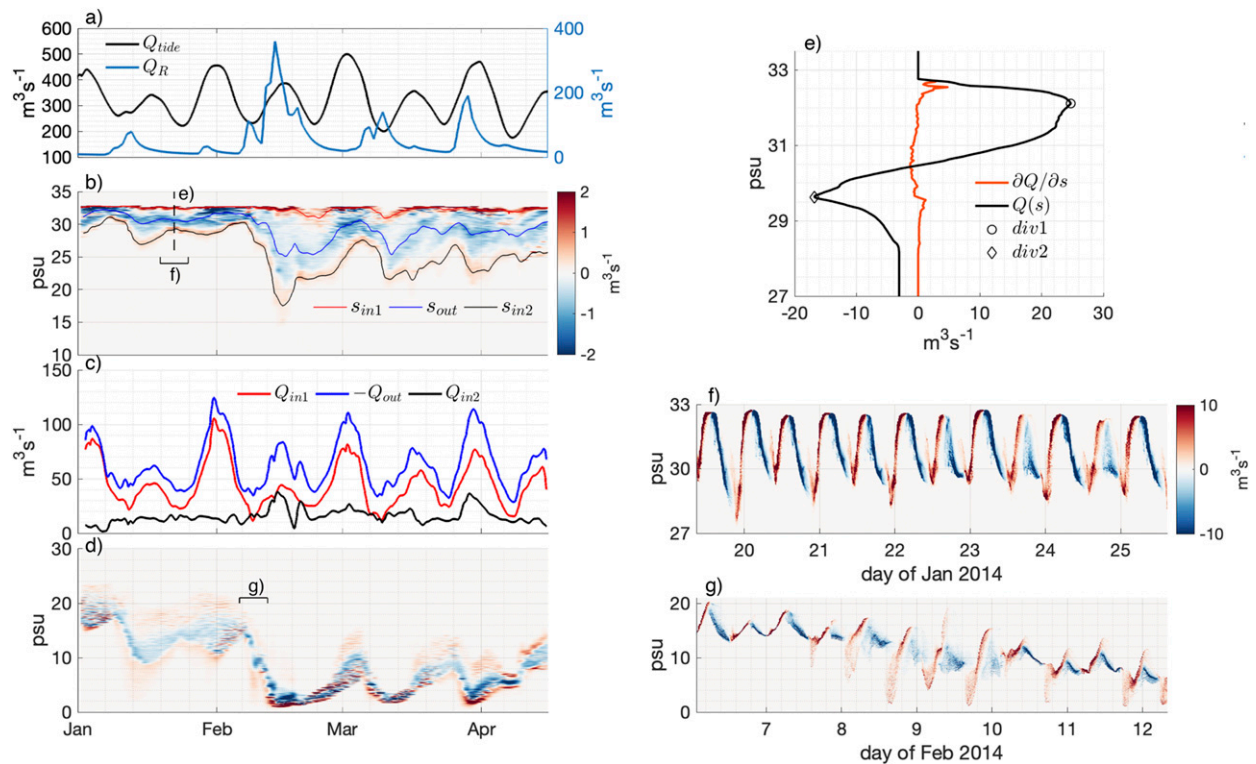 a)
600
500
400
300
200
100
m³s⁻¹
Q_tide
Q_R
400
200
0
m³s⁻¹
b)
35
30
25
20
15
10
psu
e)
f)
s_in1
s_out
s_in2
2
1
0
-1
-2
m³s⁻¹
c)
150
100
50
0
m³s⁻¹
Q_in1
−Q_out
Q_in2
d)
30
20
10
0
psu
g)
Jan
Feb
Mar
Apr
e)
33
31
29
27
psu
∂Q/∂s
Q(s)
div1
div2
-20
-10
0
10
20
30
m³s⁻¹
f)
33
30
27
psu
20
21
22
23
24
25
day of Jan 2014
10
0
-10
m³s⁻¹
g)
20
10
0
psu
7
8
9
10
11
12
day of Feb 2014